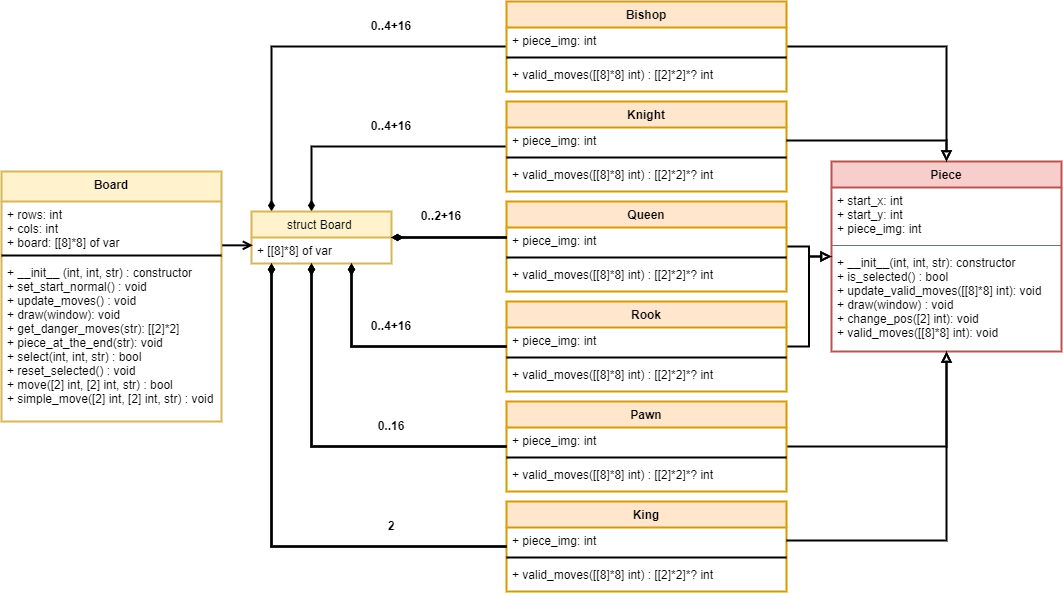 Board
+ rows: int
+ cols: int
+ board: [[8]*8] of var
+ __init__ (int, int, str) : constructor
+ set_start_normal() : void
+ update_moves() : void
+ draw(window): void
+ get_danger_moves(str): [[2]*2]
+ piece_at_the_end(str): void
+ select(int, int, str) : bool
+ reset_selected() : void
+ move([2] int, [2] int, str) : bool
+ simple_move([2] int, [2] int, str) : void
struct Board
+ [[8]*8] of var
0..4+16
0..4+16
0..2+16
0..4+16
0..16
2
Bishop
+ piece_img: int
+ valid_moves([[8]*8] int) : [[2]*2]*? int
Knight
+ piece_img: int
+ valid_moves([[8]*8] int) : [[2]*2]*? int
Queen
+ piece_img: int
+ valid_moves([[8]*8] int) : [[2]*2]*? int
Rook
+ piece_img: int
+ valid_moves([[8]*8] int) : [[2]*2]*? int
Pawn
+ piece_img: int
+ valid_moves([[8]*8] int) : [[2]*2]*? int
King
+ piece_img: int
+ valid_moves([[8]*8] int) : [[2]*2]*? int
Piece
+ start_x: int
+ start_y: int
+ piece_img: int
+ __init__(int, int, str): constructor
+ is_selected() : bool
+ update_valid_moves([[8]*8] int): void
+ draw(window) : void
+ change_pos([2] int): void
+ valid_moves([[8]*8] int): void